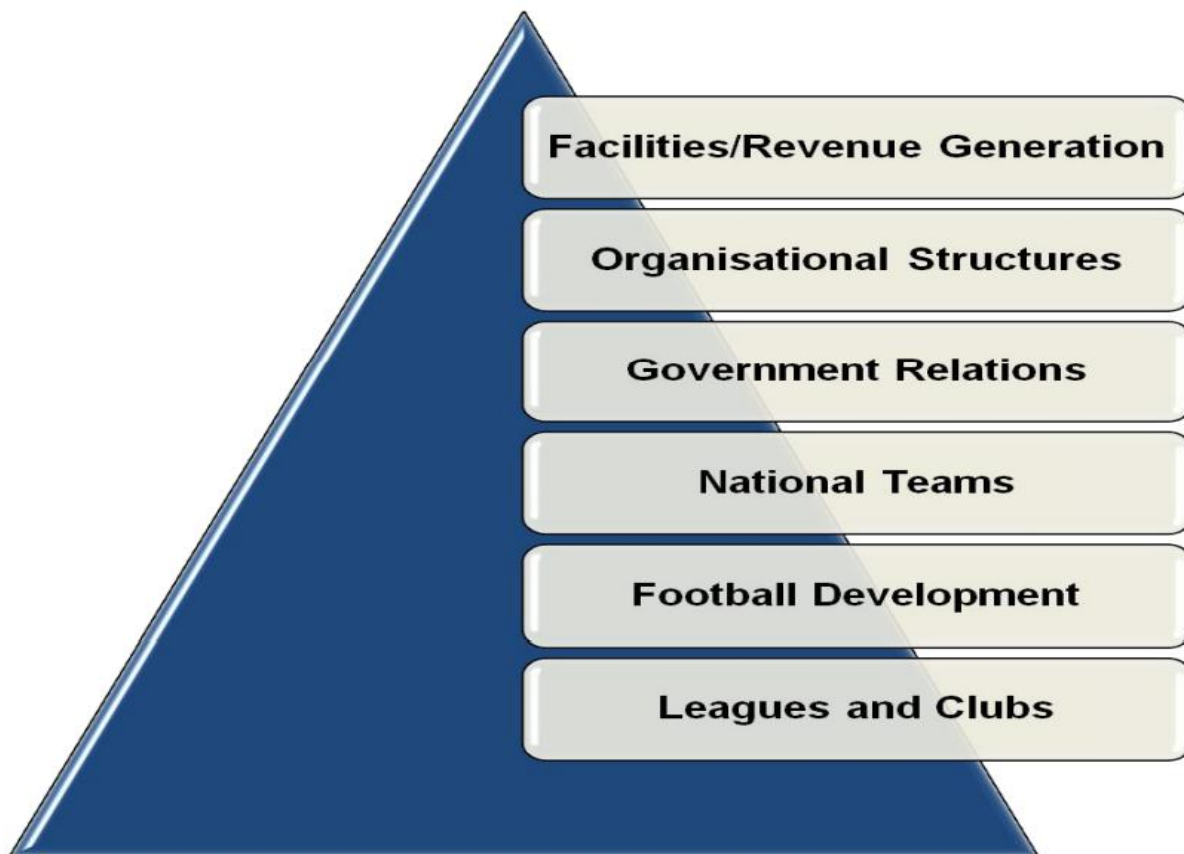 Facilities/Revenue Generation
Organisational Structures
Government Relations
National Teams
Football Development
Leagues and Clubs